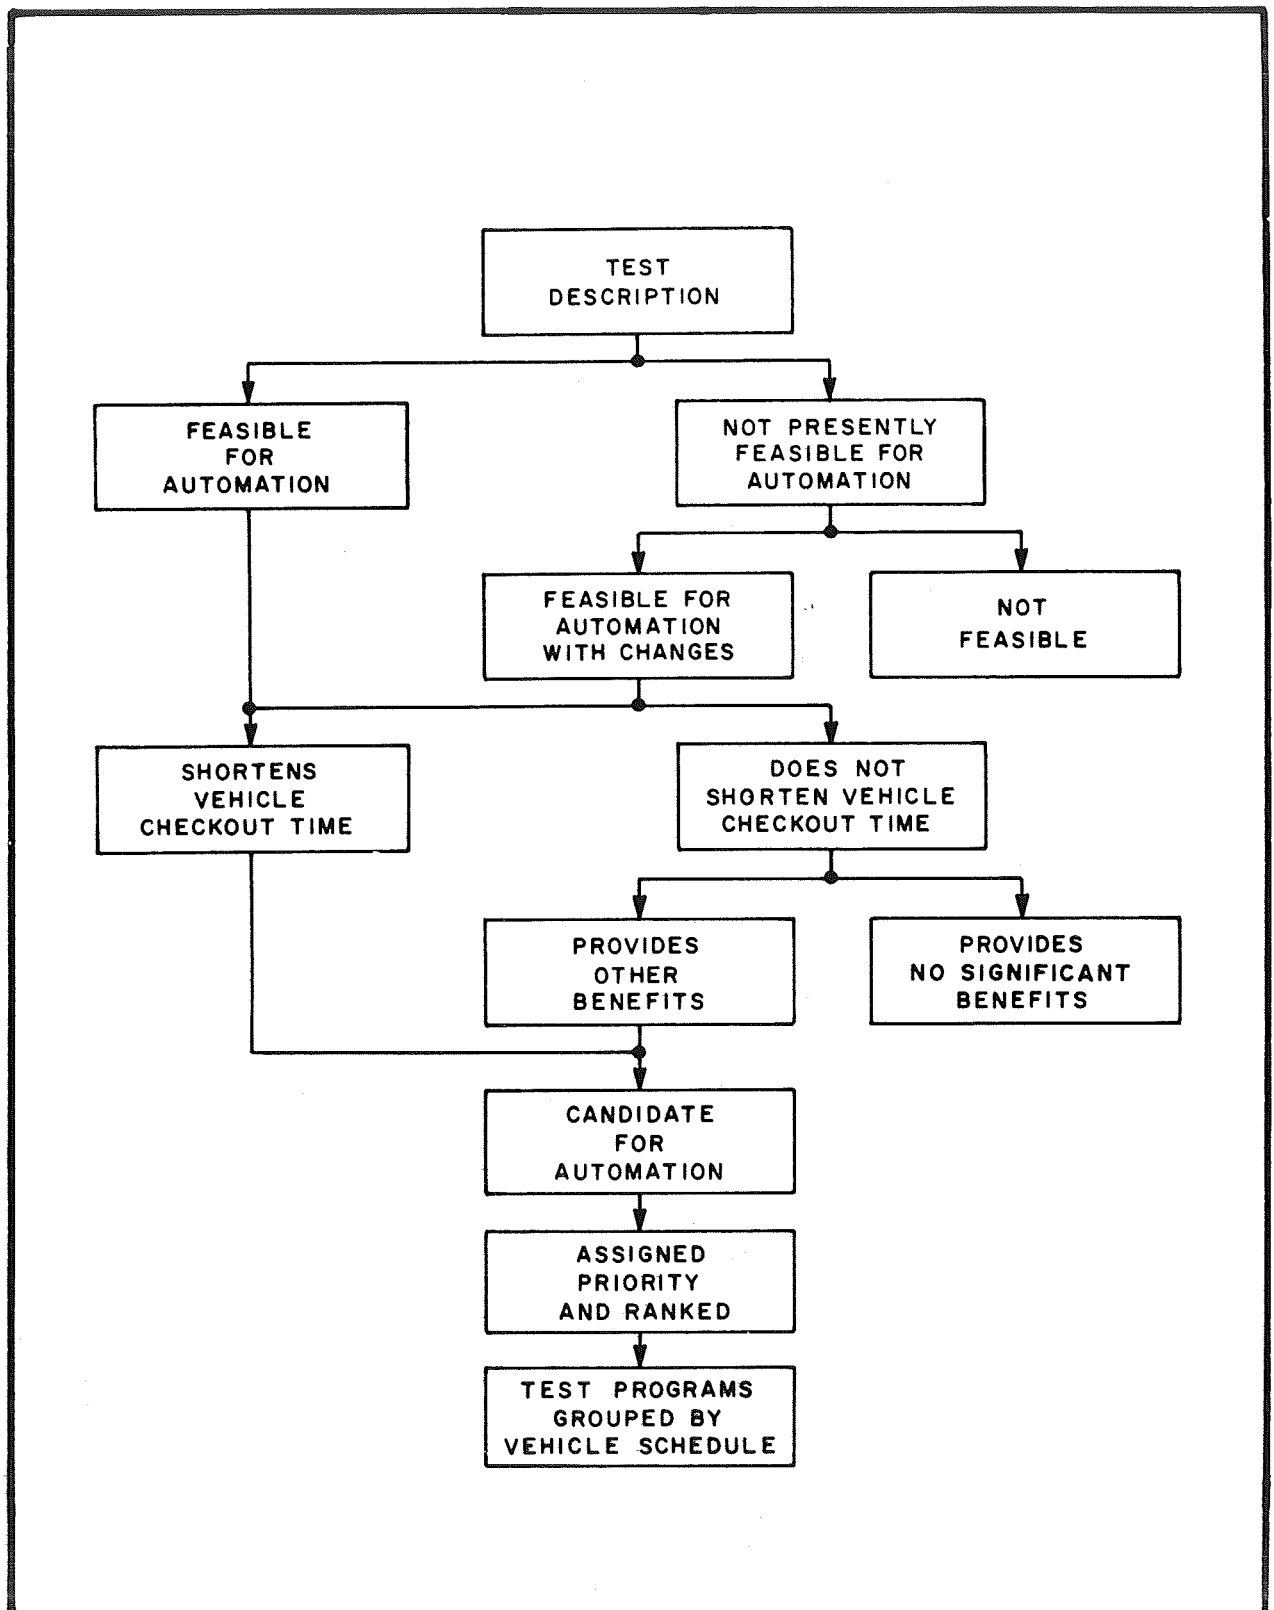 TEST
DESCRIPTION
FEASIBLE
FOR
AUTOMATION
NOT PRESENTLY
FEASIBLE FOR
AUTOMATION
FEASIBLE FOR
AUTOMATION
WITH CHANGES
NOT
FEASIBLE
SHORTENS
VEHICLE
CHECKOUT TIME
DOES NOT
SHORTEN VEHICLE
CHECKOUT TIME
PROVIDES
OTHER
BENEFITS
PROVIDES
NO SIGNIFICANT
BENEFITS
CANDIDATE
FOR
AUTOMATION
ASSIGNED
PRIORITY
AND RANKED
TEST PROGRAMS
GROUPED BY
VEHICLE SCHEDULE